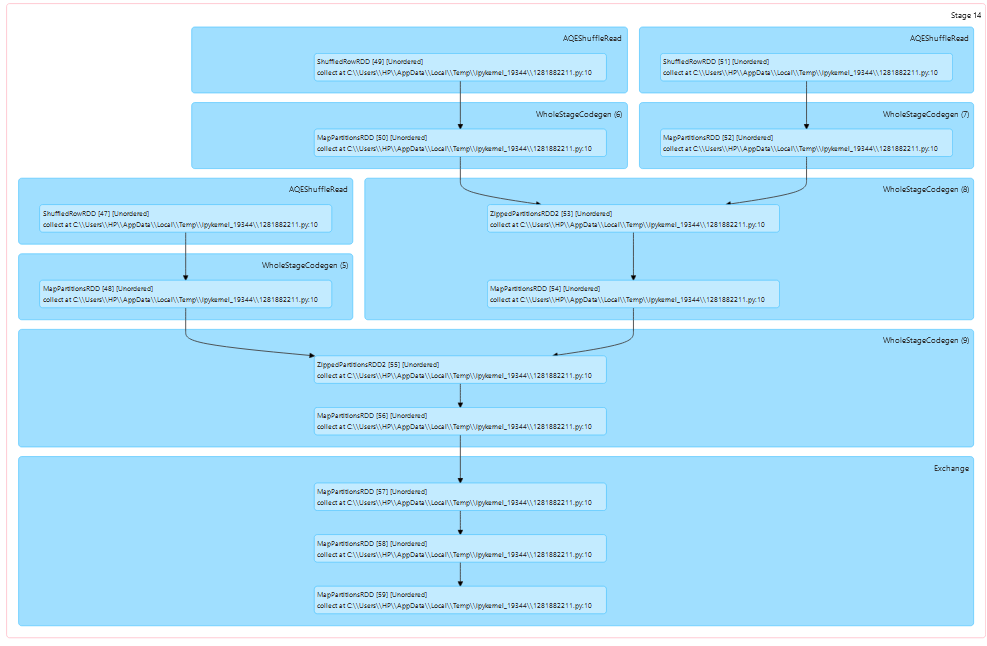 Stage 14
AQEShuffleRead
ShuffledRowRDD [49] [Unordered]
collect at C:\\Users\\HP\\AppData\\Local\\Temp\\ipykernel_19344\\1281882211.py:10
AQEShuffleRead
ShuffledRowRDD [51] [Unordered]
collect at C:\\Users\\HP\\AppData\\Local\\Temp\\ipykernel_19344\\1281882211.py:10
WholeStageCodegen (6)
MapPartitionsRDD [50] [Unordered]
collect at C:\\Users\\HP\\AppData\\Local\\Temp\\ipykernel_19344\\1281882211.py:10
WholeStageCodegen (7)
MapPartitionsRDD [52] [Unordered]
collect at C:\\Users\\HP\\AppData\\Local\\Temp\\ipykernel_19344\\1281882211.py:10
AQEShuffleRead
ShuffledRowRDD [47] [Unordered]
collect at C:\\Users\\HP\\AppData\\Local\\Temp\\ipykernel_19344\\1281882211.py:10
WholeStageCodegen (5)
MapPartitionsRDD [48] [Unordered]
collect at C:\\Users\\HP\\AppData\\Local\\Temp\\ipykernel_19344\\1281882211.py:10
WholeStageCodegen (8)
ZippedPartitionsRDD2 [53] [Unordered]
collect at C:\\Users\\HP\\AppData\\Local\\Temp\\ipykernel_19344\\1281882211.py:10
MapPartitionsRDD [54] [Unordered]
collect at C:\\Users\\HP\\AppData\\Local\\Temp\\ipykernel_19344\\1281882211.py:10
WholeStageCodegen (9)
ZippedPartitionsRDD2 [55] [Unordered]
collect at C:\\Users\\HP\\AppData\\Local\\Temp\\ipykernel_19344\\1281882211.py:10
MapPartitionsRDD [56] [Unordered]
collect at C:\\Users\\HP\\AppData\\Local\\Temp\\ipykernel_19344\\1281882211.py:10
Exchange
MapPartitionsRDD [57] [Unordered]
collect at C:\\Users\\HP\\AppData\\Local\\Temp\\ipykernel_19344\\1281882211.py:10
MapPartitionsRDD [58] [Unordered]
collect at C:\\Users\\HP\\AppData\\Local\\Temp\\ipykernel_19344\\1281882211.py:10
MapPartitionsRDD [59] [Unordered]
collect at C:\\Users\\HP\\AppData\\Local\\Temp\\ipykernel_19344\\1281882211.py:10